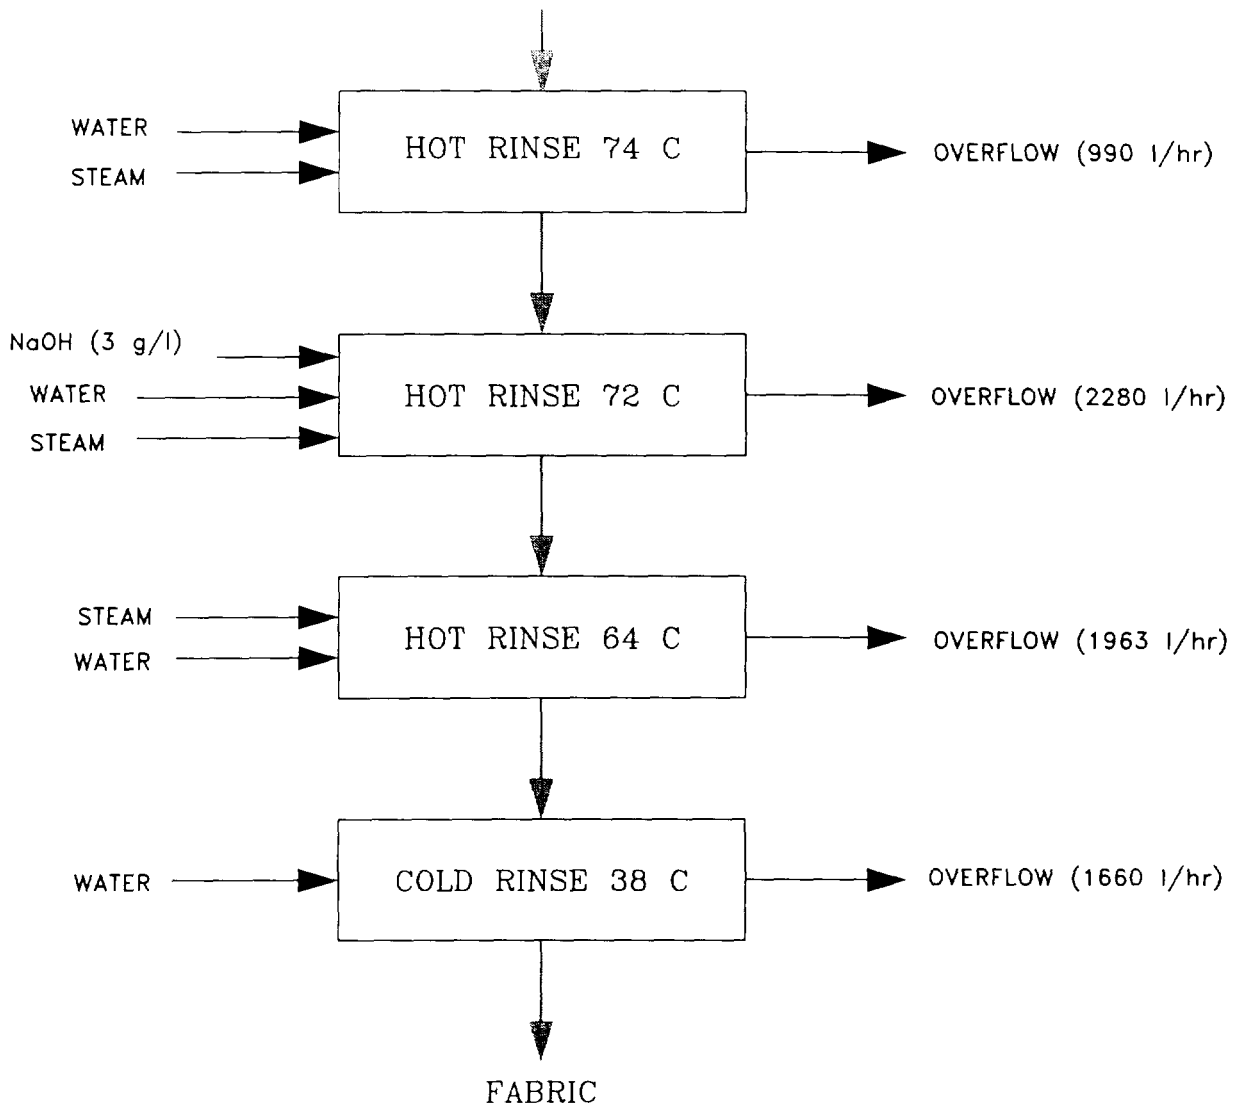 WATER
STEAM
HOT RINSE 74 C
OVERFLOW (990 l/hr)
NaOH (3 g/l)
WATER
STEAM
HOT RINSE 72 C
OVERFLOW (2280 l/hr)
STEAM
WATER
HOT RINSE 64 C
OVERFLOW (1963 l/hr)
WATER
COLD RINSE 38 C
OVERFLOW (1660 l/hr)
FABRIC